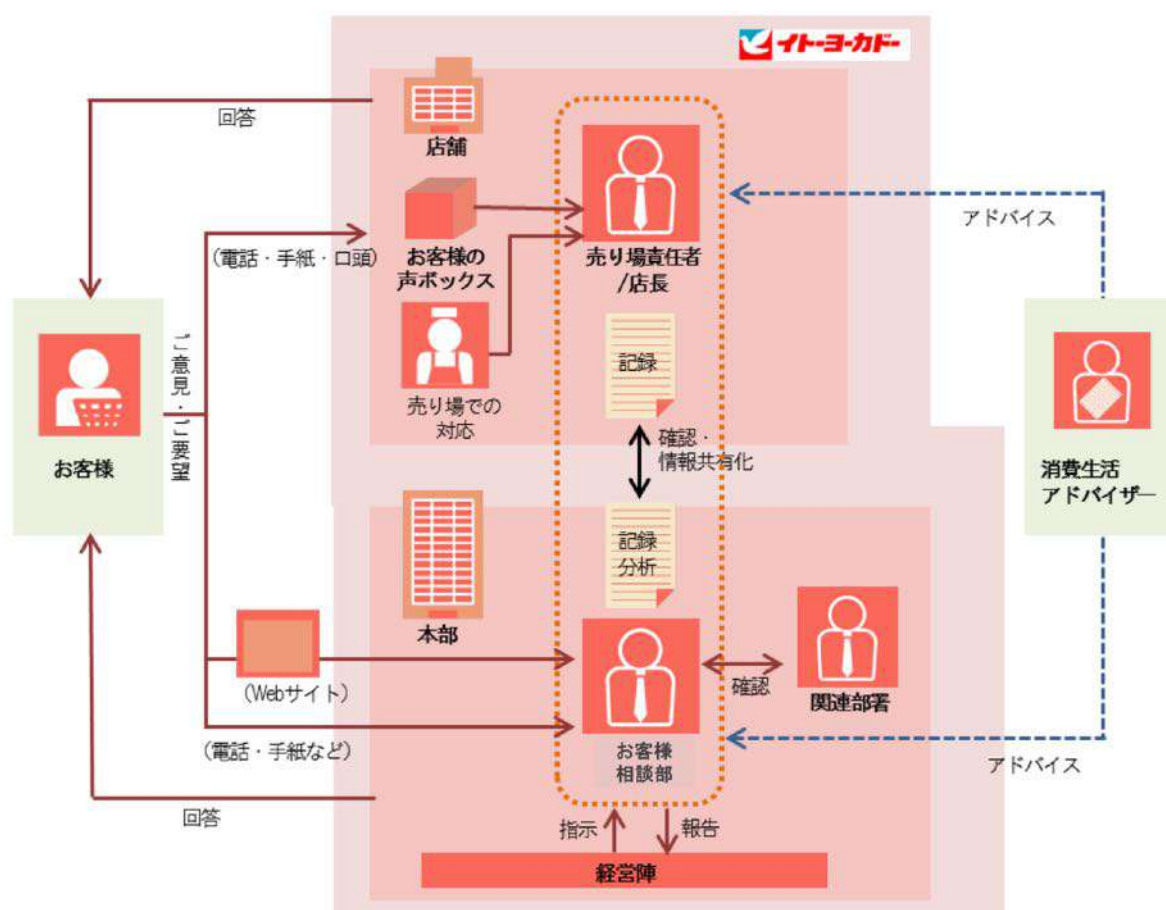 イトーヨーカドー
回答
店舗
(電話・手紙・口頭)
お客様の
声ボックス
売り場責任者
/店長
アドバイス
ご意見・ご要望
売り場での
対応
記録
確認・
情報共有化
お客様
消費生活
アドバイザー
記録
分析
本部
(Webサイト)
確認
関連部署
(電話・手紙など)
お客様
相談部
アドバイス
回答
指示
報告
経営陣